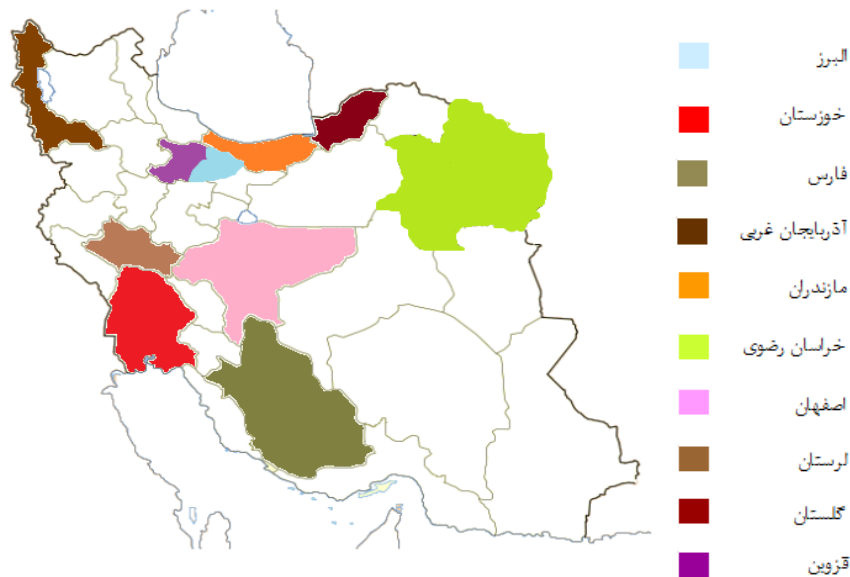 البرز
خوزستان
فارس
آذربایجان غربی
مازندران
خراسان رضوی
اصفهان
لرستان
گلستان
قزوین